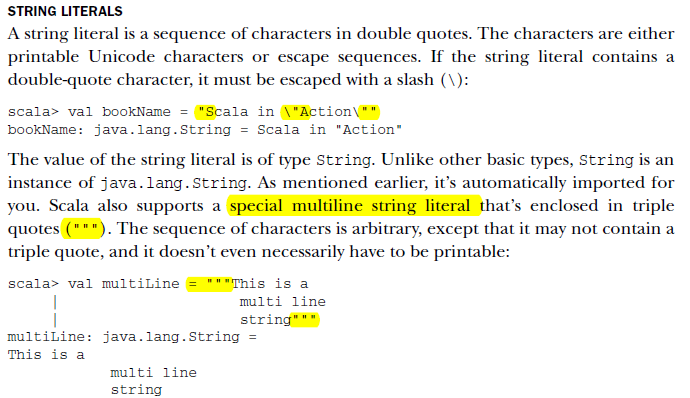 STRING LITERALS
A string literal is a sequence of characters in double quotes. The characters are either
printable Unicode characters or escape sequences. If the string literal contains a
double-quote character, it must be escaped with a slash (\):
scala> val bookName = "Scala in \"Action\""
bookName: java.lang.String = Scala in "Action"
The value of the string literal is of type String. Unlike other basic types, String is an
instance of java.lang.String. As mentioned earlier, it's automatically imported for
you. Scala also supports a special multiline string literal that's enclosed in triple
quotes ("""). The sequence of characters is arbitrary, except that it may not contain a
triple quote, and it doesn't even necessarily have to be printable:
scala> val multiLine = """This is a
     |                      multi line
     |                      string"""
multiLine: java.lang.String =
This is a
            multi line
            string